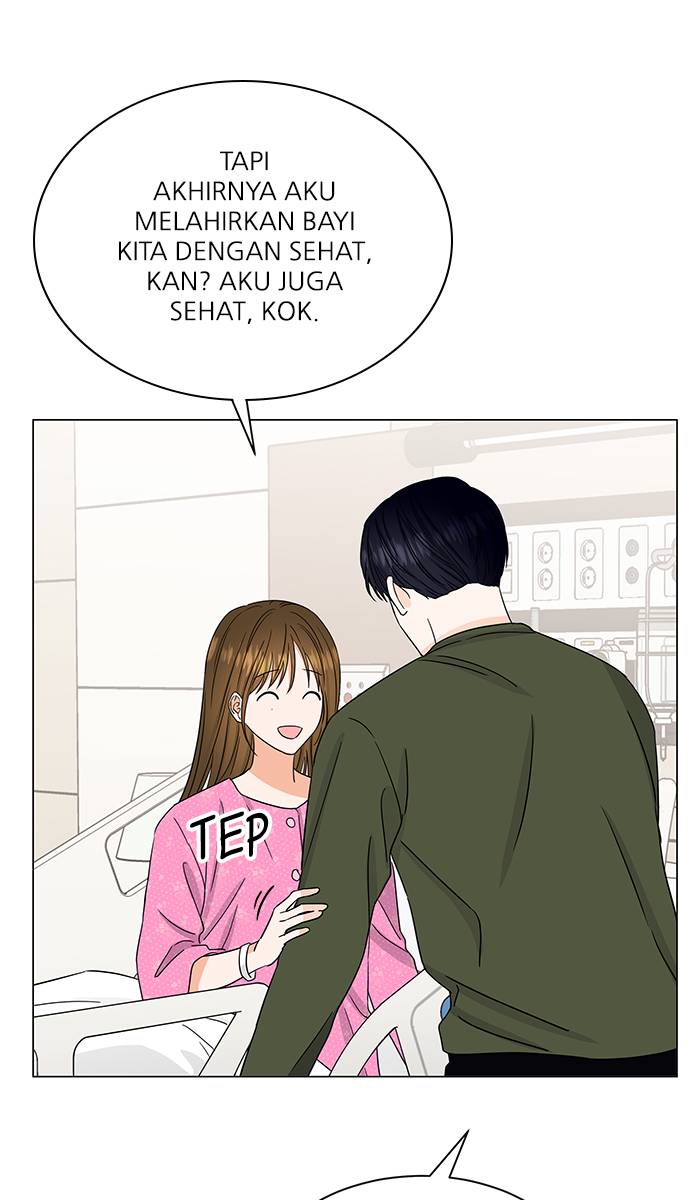 TAPI
AKHIRNYA AKU
MELAHIRKAN BAYI
KITA DENGAN SEHAT,
KAN? AKU JUGA
SEHAT, KOK.
TEP